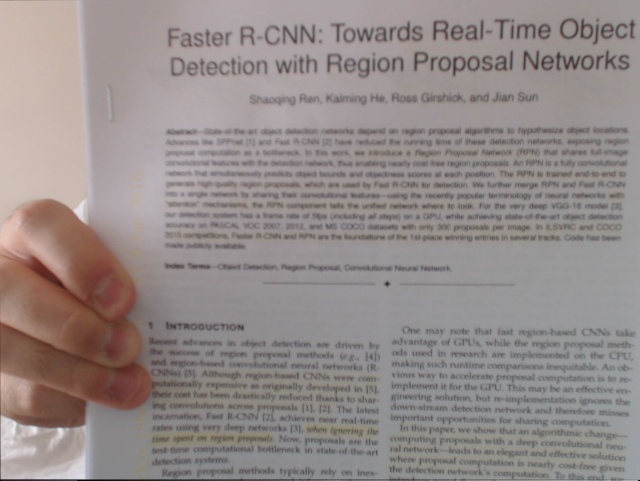 Faster R-CNN: Towards Real-Time Object
Detection with Region Proposal Networks
Shaoqing Ren, Kaiming He, Ross Girshick, and Jian Sun
Abstract—State-of-the-art object detection networks depend on region proposal algorithms to hypothesize object locations.
Advances like SPPnet [1] and Fast R-CNN [2] have reduced the running time of these detection networks, exposing region
proposal computation as a bottleneck. In this work, we introduce a Region Proposal Network (RPN) that shares full-image
convolutional features with the detection network, thus enabling nearly cost-free region proposals. An RPN is a fully convolutional
network that simultaneously predicts object bounds and objectness scores at each position. The RPN is trained end-to-end to
generate high-quality region proposals, which are used by Fast R-CNN for detection. We further merge RPN and Fast R-CNN
into a single network by sharing their convolutional features—using the recently popular terminology of neural networks with
"attention" mechanisms, the RPN component tells the unified network where to look. For the very deep VGG-16 model [3],
our detection system has a frame rate of 5fps (including all steps) on a GPU, while achieving state-of-the-art object detection
accuracy on PASCAL VOC 2007, 2012, and MS COCO datasets with only 300 proposals per image. In ILSVRC and COCO
2015 competitions, Faster R-CNN and RPN are the foundations of the 1st-place winning entries in several tracks. Code has been
made publicly available.
Index Terms—Object Detection, Region Proposal, Convolutional Neural Network.
1 INTRODUCTION
Recent advances in object detection are driven by
the success of region proposal methods (e.g., [4])
and region-based convolutional neural networks (R-
CNNs) [5]. Although region-based CNNs were com-
putationally expensive as originally developed in [5],
their cost has been drastically reduced thanks to shar-
ing convolutions across proposals [1], [2]. The latest
incarnation, Fast R-CNN [2], achieves near real-time
rates using very deep networks [3], when ignoring the
time spent on region proposals. Now, proposals are the
test-time computational bottleneck in state-of-the-art
detection systems.
Region proposal methods typically rely on inex-
One may note that fast region-based CNNs take
advantage of GPUs, while the region proposal meth-
ods used in research are implemented on the CPU,
making such runtime comparisons inequitable. An ob-
vious way to accelerate proposal computation is to re-
implement it for the GPU. This may be an effective en-
gineering solution, but re-implementation ignores the
down-stream detection network and therefore misses
important opportunities for sharing computation.
In this paper, we show that an algorithmic change—
computing proposals with a deep convolutional neu-
ral network—leads to an elegant and effective solution
where proposal computation is nearly cost-free given
the detection network's computation. To this end, we